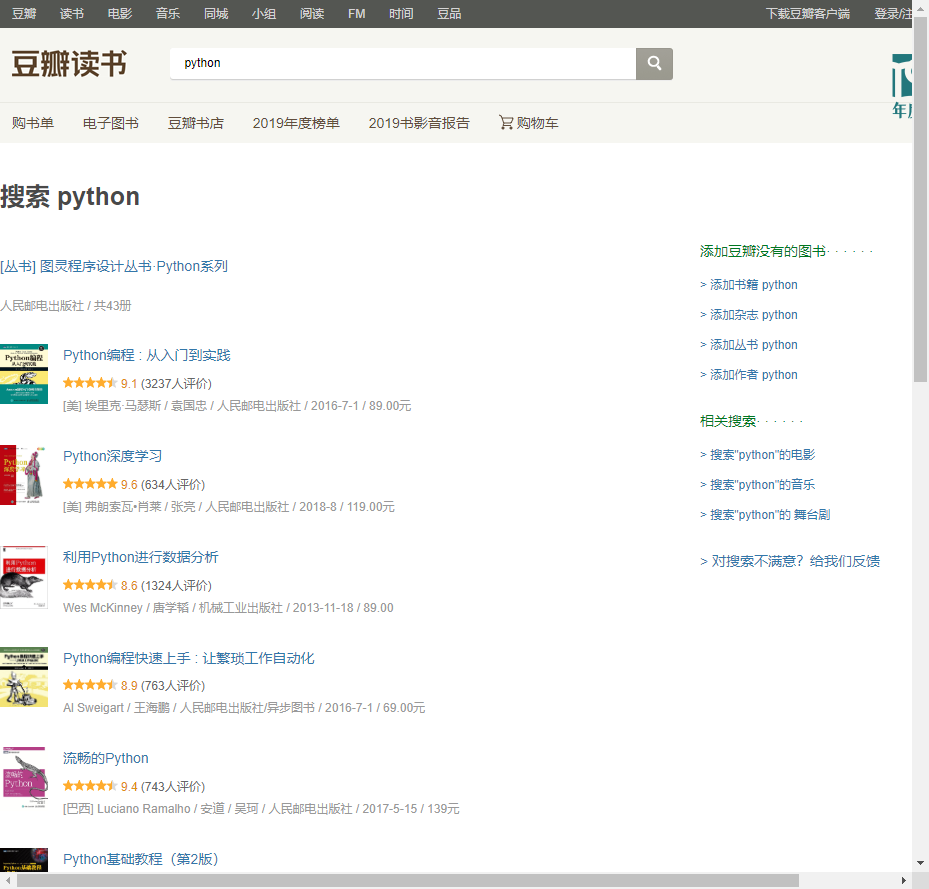 豆瓣 读书 电影 音乐 同城 小组 阅读 FM 时间 豆品 下载豆瓣客户端 登录/注
豆瓣读书 python
年度
购书单 电子图书 豆瓣书店 2019年度榜单 2019书影音报告 购物车
搜索 python
[丛书] 图灵程序设计丛书·Python系列
人民邮电出版社 / 共43册
Python编程 : 从入门到实践
9.1 (3237人评价)
[美] 埃里克·马瑟斯 / 袁国忠 / 人民邮电出版社 / 2016-7-1 / 89.00元
Python深度学习
9.6 (634人评价)
[美] 弗朗索瓦•肖莱 / 张亮 / 人民邮电出版社 / 2018-8 / 119.00元
利用Python进行数据分析
8.6 (1324人评价)
Wes McKinney / 唐学韬 / 机械工业出版社 / 2013-11-18 / 89.00
Python编程快速上手 : 让繁琐工作自动化
8.9 (763人评价)
Al Sweigart / 王海鹏 / 人民邮电出版社/异步图书 / 2016-7-1 / 69.00元
流畅的Python
9.4 (743人评价)
[巴西] Luciano Ramalho / 安道 / 吴珂 / 人民邮电出版社 / 2017-5-15 / 139元
Python基础教程（第2版）
添加豆瓣没有的图书· · · · · ·
> 添加书籍 python
> 添加杂志 python
> 添加丛书 python
> 添加作者 python
相关搜索· · · · · ·
> 搜索"python"的电影
> 搜索"python"的音乐
> 搜索"python"的 舞台剧
> 对搜索不满意？给我们反馈